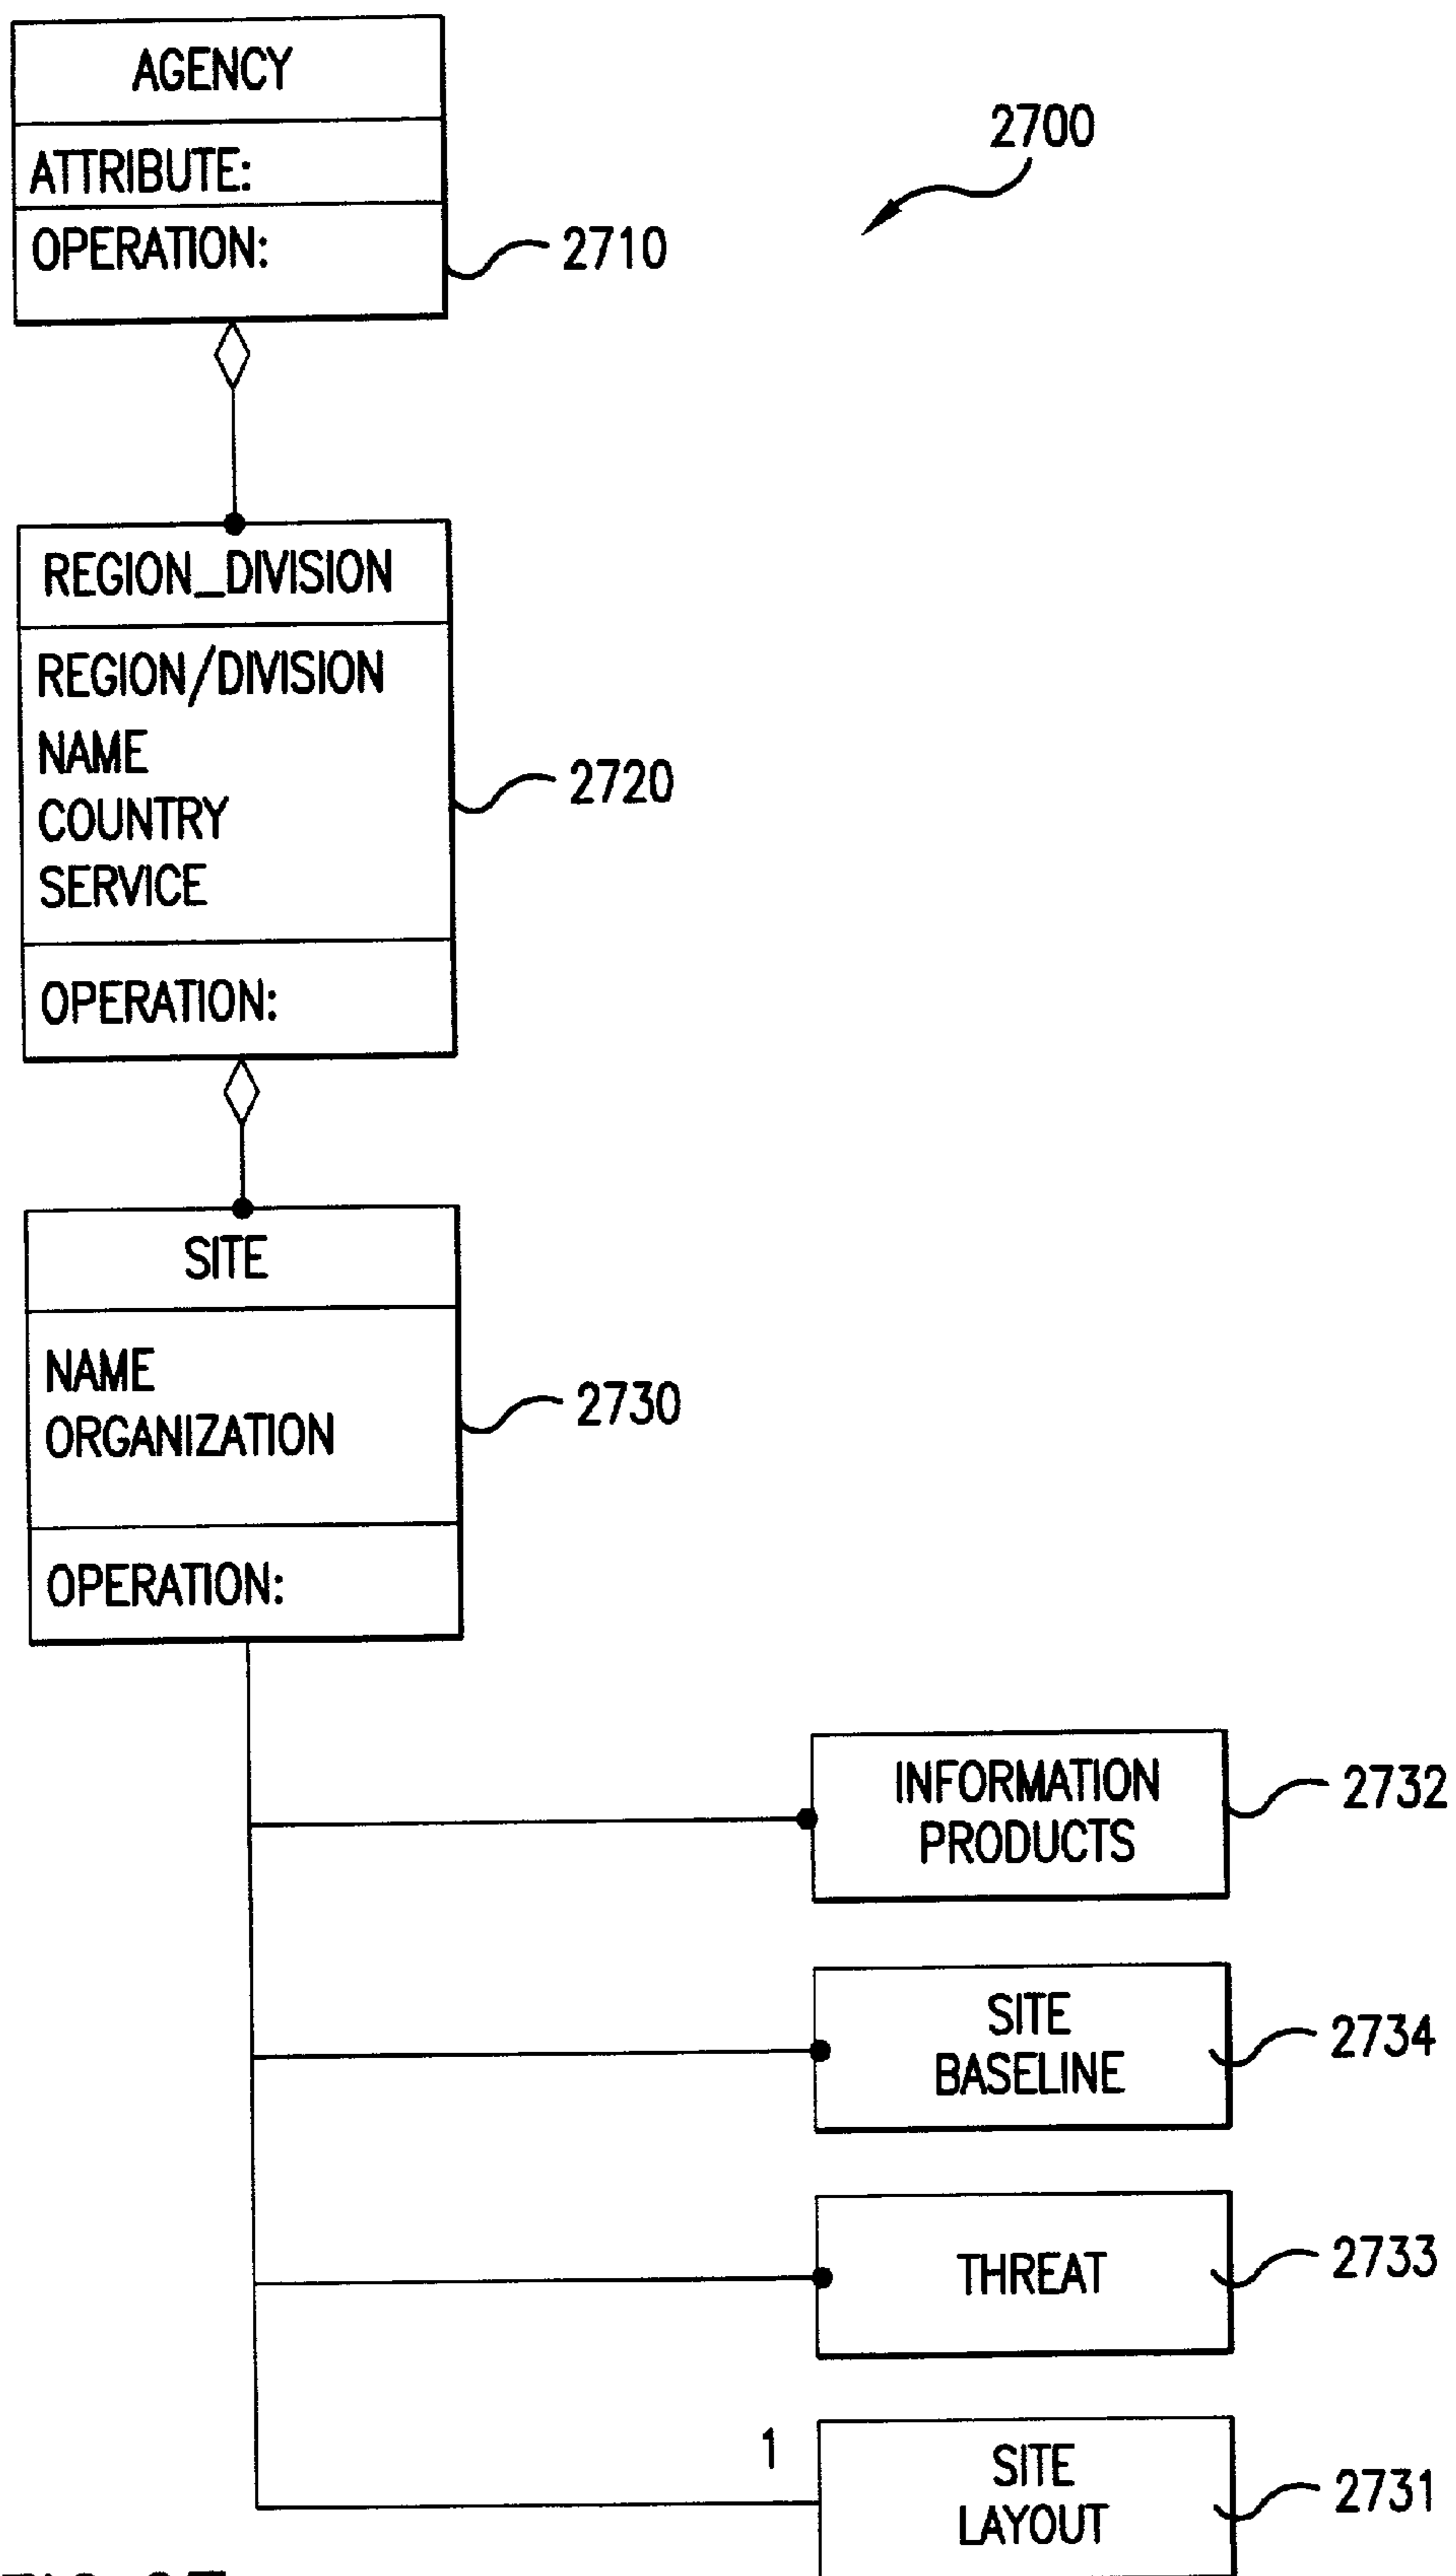 AGENCY
2700
ATTRIBUTE:
OPERATION:
2710
REGION_DIVISION
REGION/DIVISION
NAME
COUNTRY
SERVICE
2720
OPERATION:
SITE
NAME
ORGANIZATION
2730
OPERATION:
INFORMATION
PRODUCTS
2732
SITE
BASELINE
2734
THREAT
2733
1
SITE
LAYOUT
2731